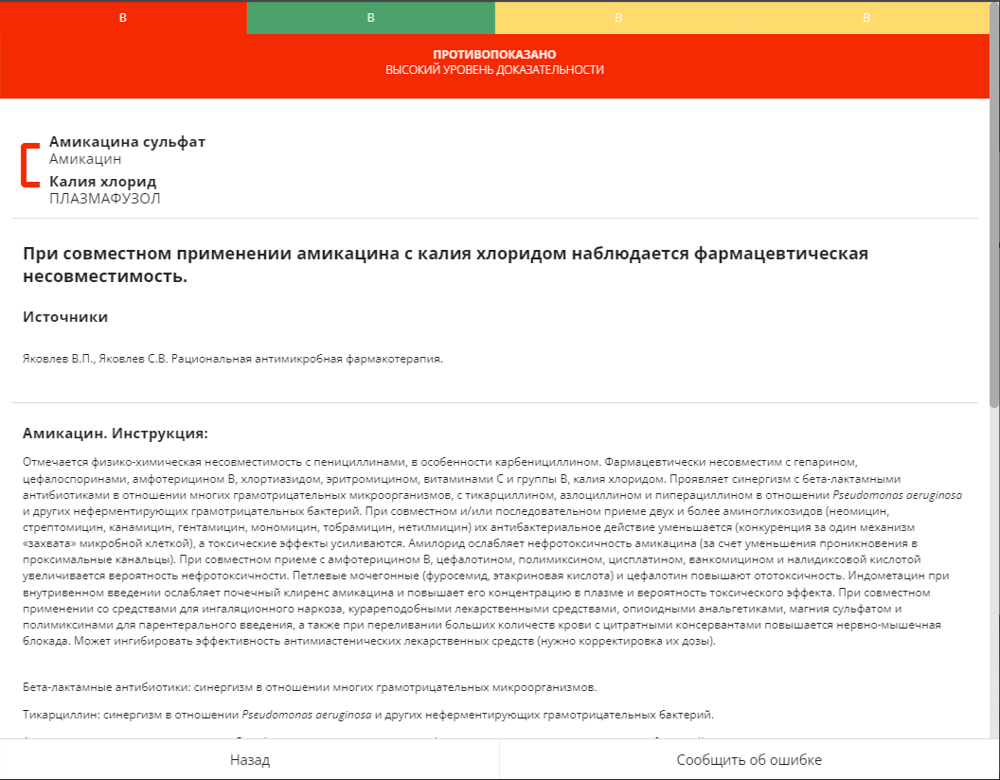 B B B B
ПРОТИВОПОКАЗАНО
ВЫСОКИЙ УРОВЕНЬ ДОКАЗАТЕЛЬНОСТИ
Амикацина сульфат
Амикацин
Калия хлорид
ПЛАЗМАФУЗОЛ
При совместном применении амикацина с калия хлоридом наблюдается фармацевтическая
несовместимость.
Источники
Яковлев В.П., Яковлев С.В. Рациональная антимикробная фармакотерапия.
Амикацин. Инструкция:
Отмечается физико-химическая несовместимость с пенициллинами, в особенности карбенициллином. Фармацевтически несовместим с гепарином,
цефалоспоринами, амфотерицином В, хлортиазидом, эритромицином, витаминами С и группы В, калия хлоридом. Проявляет синергизм с бета-лактамными
антибиотиками в отношении многих грамотрицательных микроорганизмов, с тикарциллином, азлоциллином и пиперациллином в отношении Pseudomonas aeruginosa
и других неферментирующих грамотрицательных бактерий. При совместном и/или последовательном приеме двух и более аминогликозидов (неомицин,
стрептомицин, канамицин, гентамицин, мономицин, тобрамицин, нетилмицин) их антибактериальное действие уменьшается (конкуренция за один механизм
«захвата» микробной клеткой), а токсические эффекты усиливаются. Амилорид ослабляет нефротоксичность амикацина (за счет уменьшения проникновения в
проксимальные канальцы). При совместном приеме с амфотерицином В, цефалотином, полимиксином, цисплатином, ванкомицином и налидиксовой кислотой
увеличивается вероятность нефротоксичности. Петлевые мочегонные (фуросемид, этакриновая кислота) и цефалотин повышают ототоксичность. Индометацин при
внутривенном введении ослабляет почечный клиренс амикацина и повышает его концентрацию в плазме и вероятность токсического эффекта. При совместном
применении со средствами для ингаляционного наркоза, курареподобными лекарственными средствами, опиоидными анальгетиками, магния сульфатом и
полимиксинами для парентерального введения, а также при переливании больших количеств крови с цитратными консервантами повышается нервно-мышечная
блокада. Может ингибировать эффективность антимиастенических лекарственных средств (нужно корректировка их дозы).
Бета-лактамные антибиотики: синергизм в отношении многих грамотрицательных микроорганизмов.
Тикарциллин: синергизм в отношении Pseudomonas aeruginosa и других неферментирующих грамотрицательных бактерий.
Назад Сообщить об ошибке